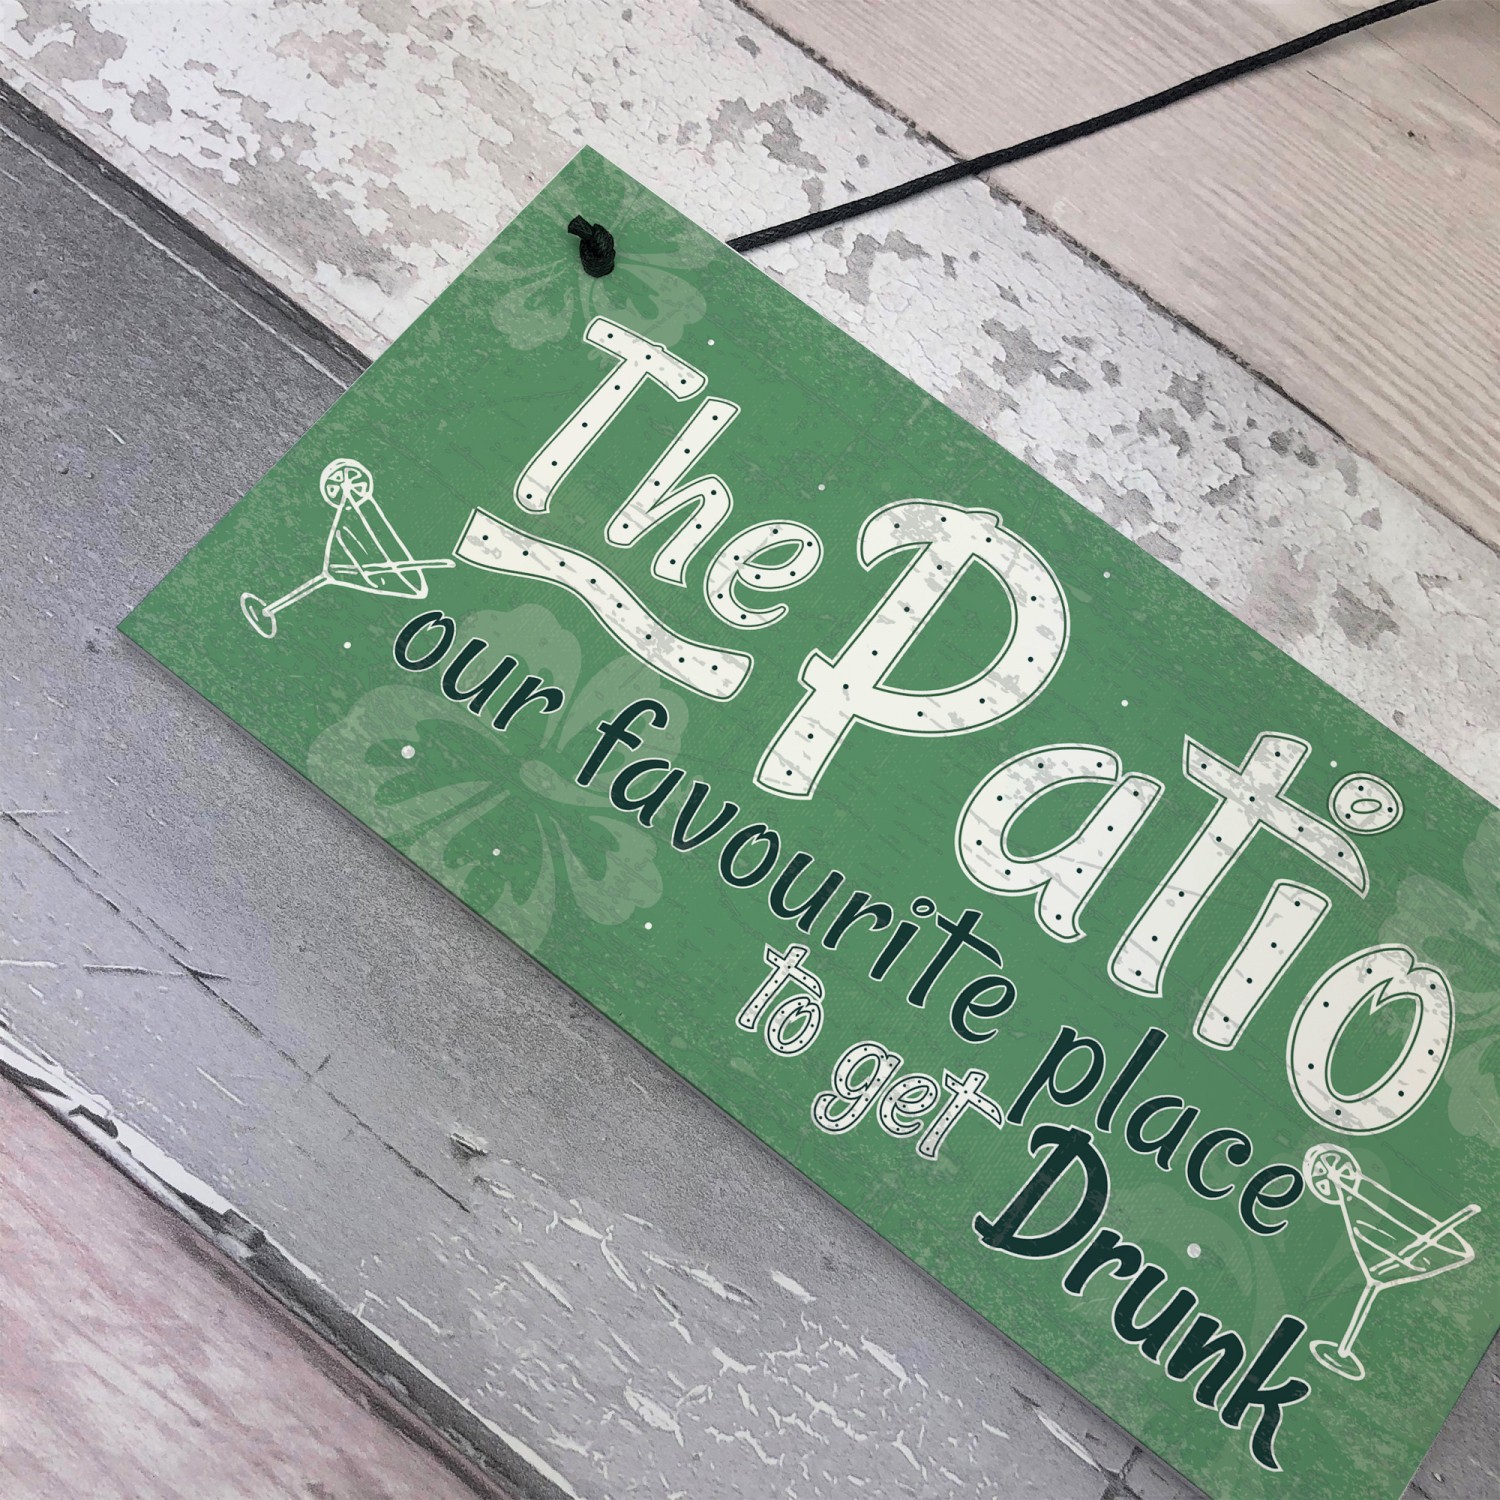 The Patio
our favourite place
to get Drunk